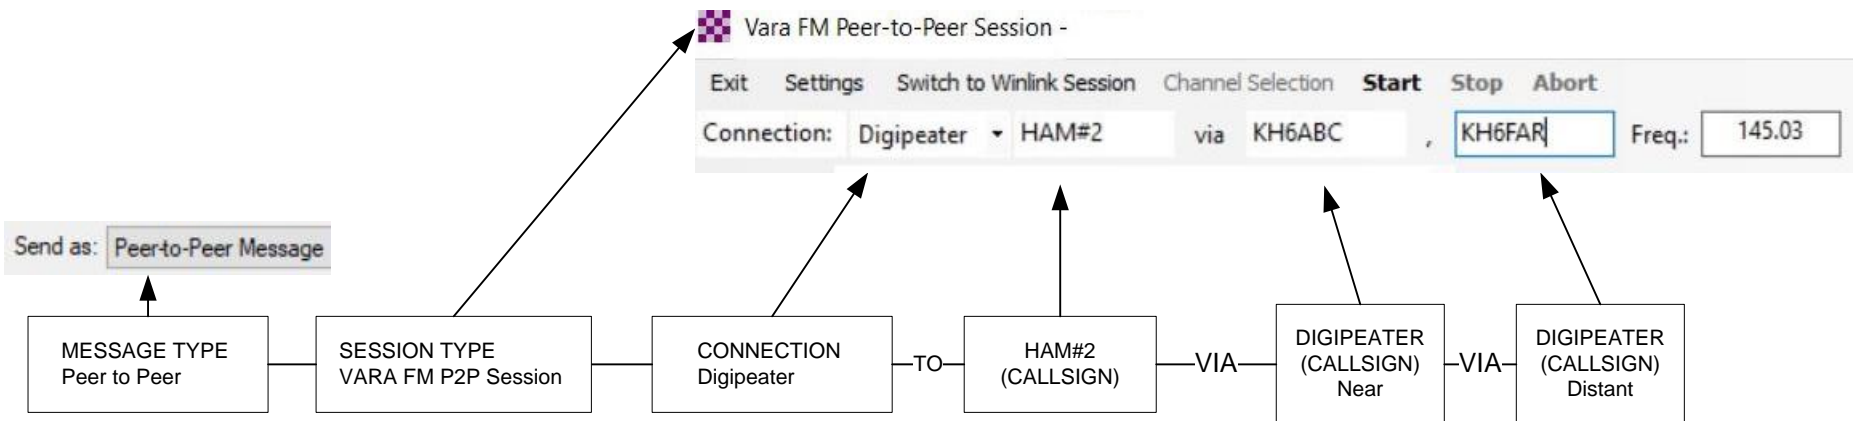 Vara FM Peer-to-Peer Session -
Exit Settings Switch to Winlink Session Channel Selection Start Stop Abort
Connection: Digipeater HAM#2 via KH6ABC , KH6FAR Freq.: 145.03
Send as: Peer-to-Peer Message
MESSAGE TYPE
Peer to Peer
SESSION TYPE
VARA FM P2P Session
CONNECTION
Digipeater
TO
HAM#2
(CALLSIGN)
VIA
DIGIPEATER
(CALLSIGN)
Near
VIA
DIGIPEATER
(CALLSIGN)
Distant